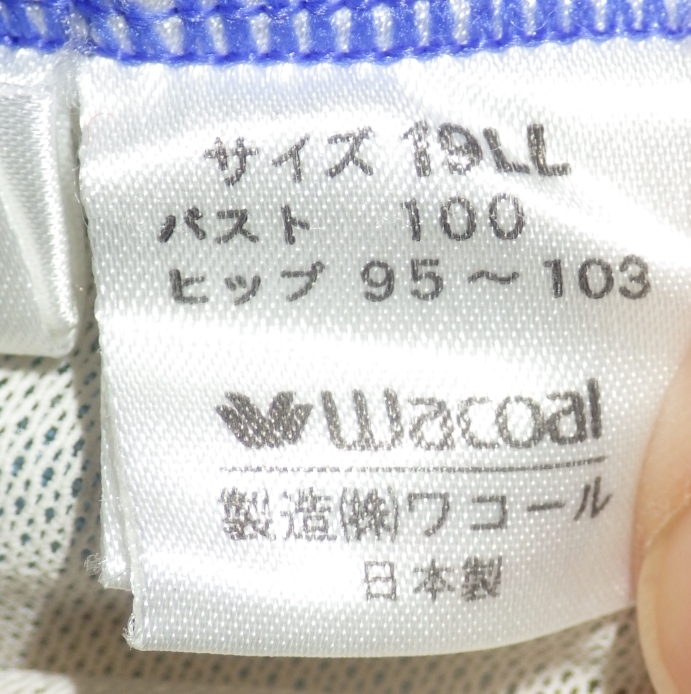 サイズ 19LL
バスト 100
ヒップ 95～103
Wacoal
製造㈱ワコール
日本製